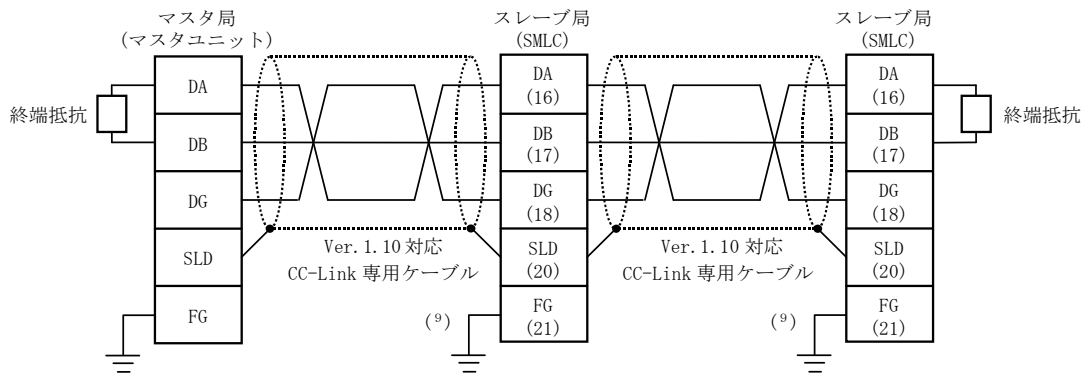 マスタ局
(マスタユニット)
スレーブ局
(SMLC)
スレーブ局
(SMLC)
終端抵抗
DA
DB
DG
SLD
FG
Ver.1.10 対応
CC-Link 専用ケーブル
DA
(16)
DB
(17)
DG
(18)
SLD
(20)
FG
(21)
(⁹)
Ver.1.10 対応
CC-Link 専用ケーブル
DA
(16)
DB
(17)
DG
(18)
SLD
(20)
FG
(21)
(⁹)
終端抵抗